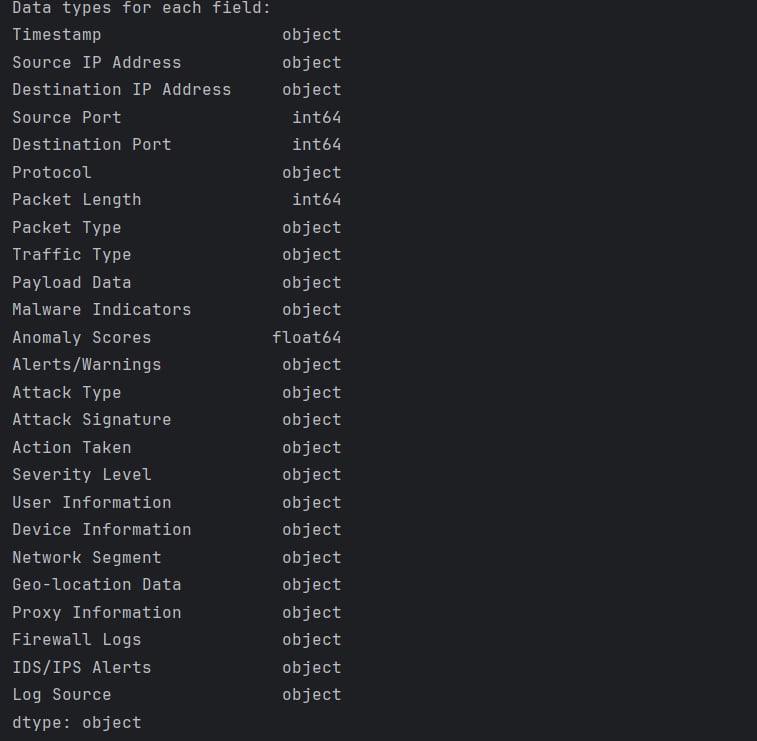 Data types for each field:
Timestamp                  object
Source IP Address          object
Destination IP Address     object
Source Port                 int64
Destination Port            int64
Protocol                   object
Packet Length               int64
Packet Type                object
Traffic Type               object
Payload Data               object
Malware Indicators         object
Anomaly Scores            float64
Alerts/Warnings            object
Attack Type                object
Attack Signature           object
Action Taken               object
Severity Level             object
User Information           object
Device Information         object
Network Segment            object
Geo-location Data          object
Proxy Information          object
Firewall Logs              object
IDS/IPS Alerts             object
Log Source                 object
dtype: object